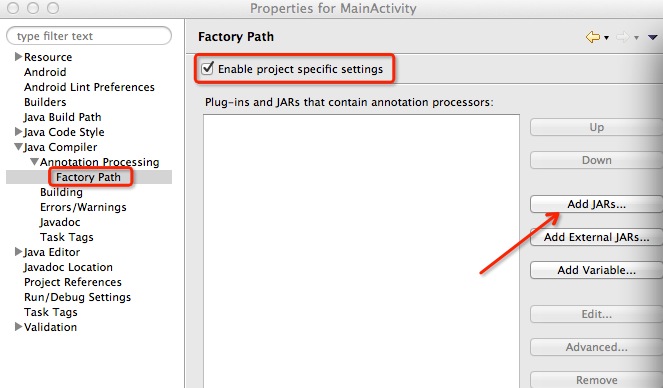 Properties for MainActivity
type filter text
Resource
Android
Android Lint Preferences
Builders
Java Build Path
Java Code Style
Java Compiler
Annotation Processing
Factory Path
Building
Errors/Warnings
Javadoc
Task Tags
Java Editor
Javadoc Location
Project References
Run/Debug Settings
Task Tags
Validation
Factory Path
Enable project specific settings
Plug-ins and JARs that contain annotation processors:
Up
Down
Add JARs...
Add External JARs...
Add Variable...
Edit...
Advanced...
Remove